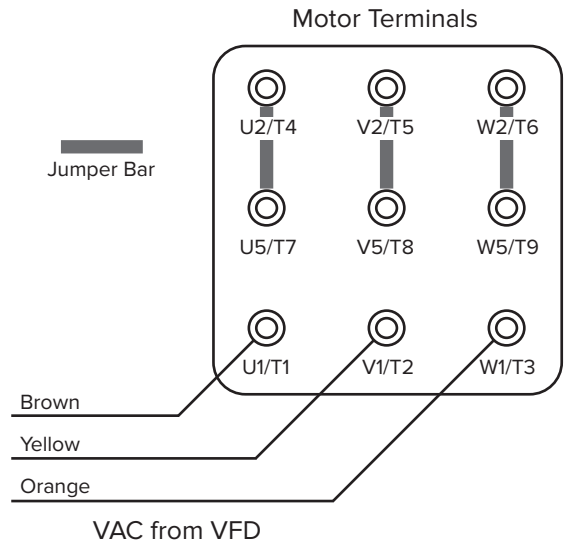 Motor Terminals
U2/T4 V2/T5 W2/T6
Jumper Bar
U5/T7 V5/T8 W5/T9
U1/T1 V1/T2 W1/T3
Brown
Yellow
Orange
VAC from VFD